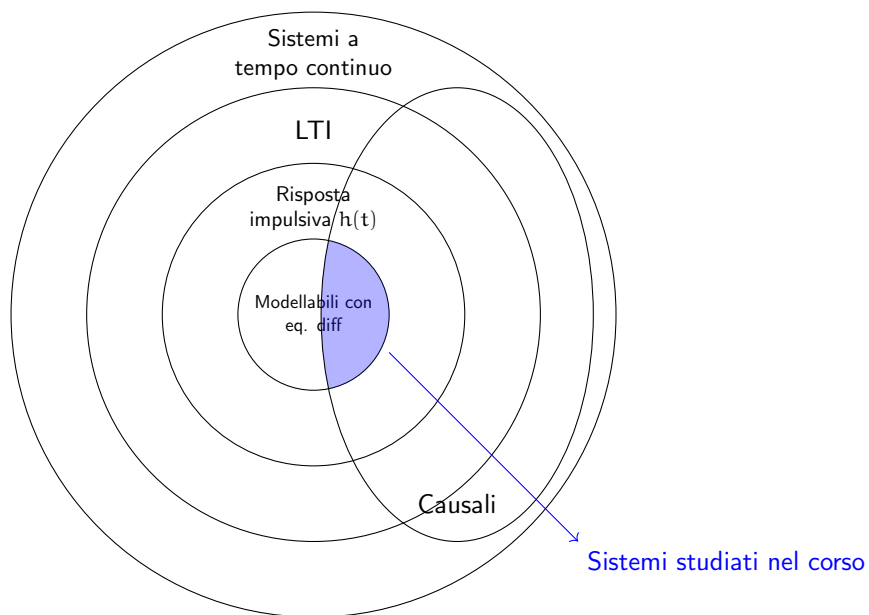 Sistemi a
tempo continuo
LTI
Risposta
impulsiva h(t)
Modellabili con
eq. diff
Causali
Sistemi studiati nel corso